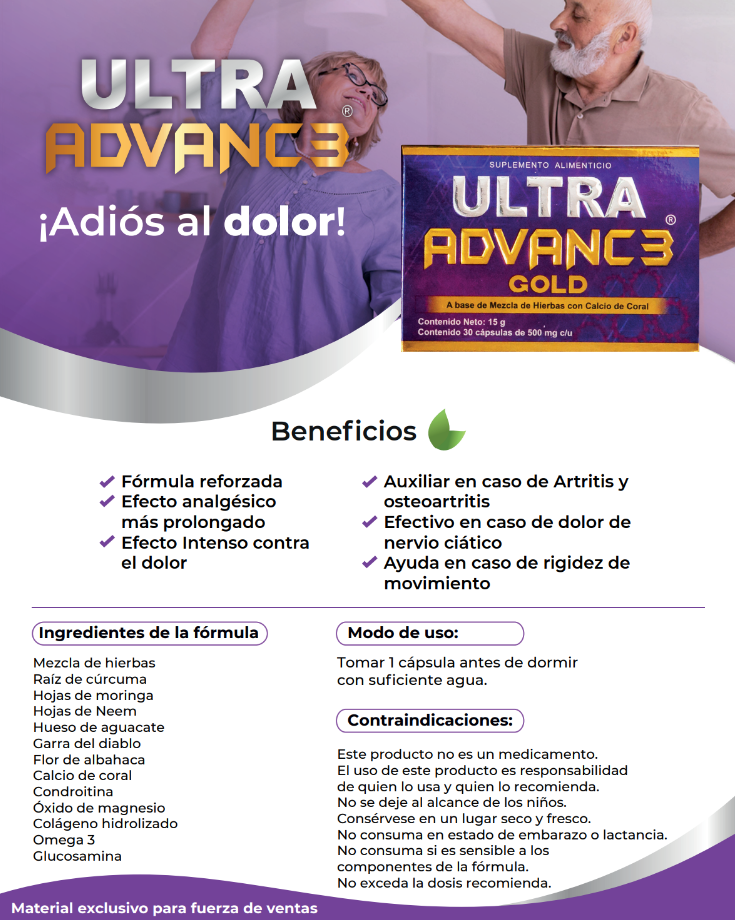 ULTRA
ADVANC3®
¡Adiós al dolor!
SUPLEMENTO ALIMENTICIO
ULTRA
ADVANC3®
GOLD
A base de Mezcla de Hierbas con Calcio de Coral
Contenido Neto: 15 g
Contenido 30 cápsulas de 500 mg c/u
Beneficios
Fórmula reforzada
Efecto analgésico
más prolongado
Efecto Intenso contra
el dolor
Auxiliar en caso de Artritis y
osteoartritis
Efectivo en caso de dolor de
nervio ciático
Ayuda en caso de rigidez de
movimiento
Ingredientes de la fórmula
Mezcla de hierbas
Raíz de cúrcuma
Hojas de moringa
Hojas de Neem
Hueso de aguacate
Garra del diablo
Flor de albahaca
Calcio de coral
Condroitina
Óxido de magnesio
Colágeno hidrolizado
Omega 3
Glucosamina
Modo de uso:
Tomar 1 cápsula antes de dormir
con suficiente agua.
Contraindicaciones:
Este producto no es un medicamento.
El uso de este producto es responsabilidad
de quien lo usa y quien lo recomienda.
No se deje al alcance de los niños.
Consérvese en un lugar seco y fresco.
No consuma en estado de embarazo o lactancia.
No consuma si es sensible a los
componentes de la fórmula.
No exceda la dosis recomienda.
Material exclusivo para fuerza de ventas